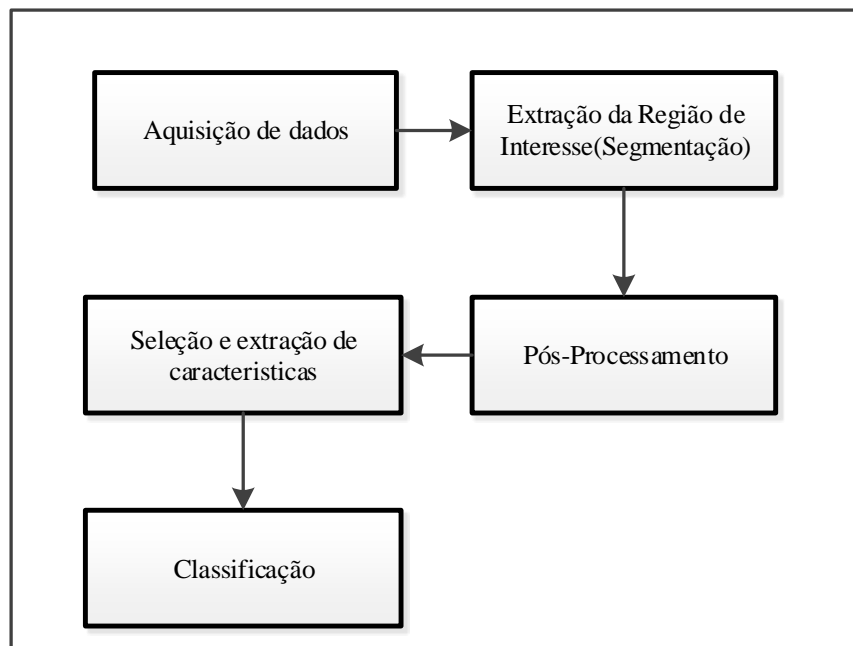 Aquisição de dados
Extração da Região de
Interesse(Segmentação)
Pós-Processamento
Seleção e extração de
caracteristicas
Classificação